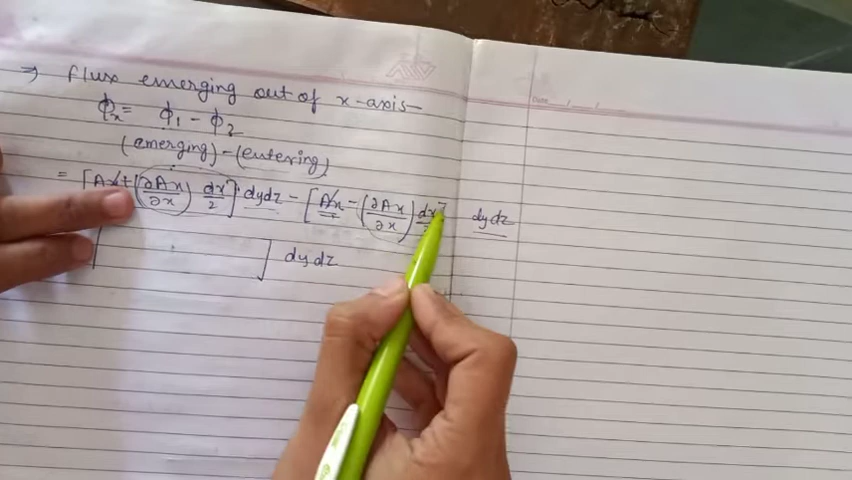 ⇒ flux emerging out of x-axis-
ϕx = ϕ1 - ϕ2
(emerging)-(entering)
= [Ax + (∂Ax/∂x) dx/2] dydz - [Ax - (∂Ax/∂x) dx/2] dydz
[ ] dydz